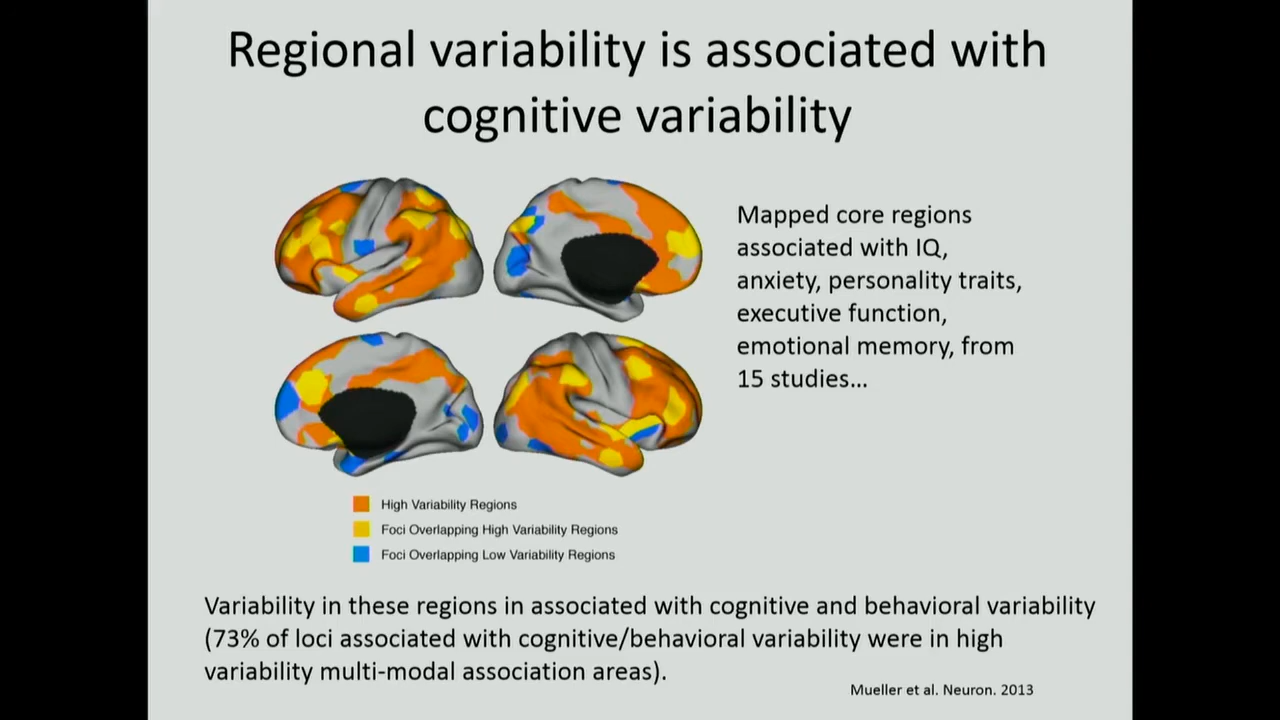 Regional variability is associated with
cognitive variability
Mapped core regions
associated with IQ,
anxiety, personality traits,
executive function,
emotional memory, from
15 studies...
High Variability Regions
Foci Overlapping High Variability Regions
Foci Overlapping Low Variability Regions
Variability in these regions in associated with cognitive and behavioral variability
(73% of loci associated with cognitive/behavioral variability were in high
variability multi-modal association areas).
Mueller et al. Neuron. 2013